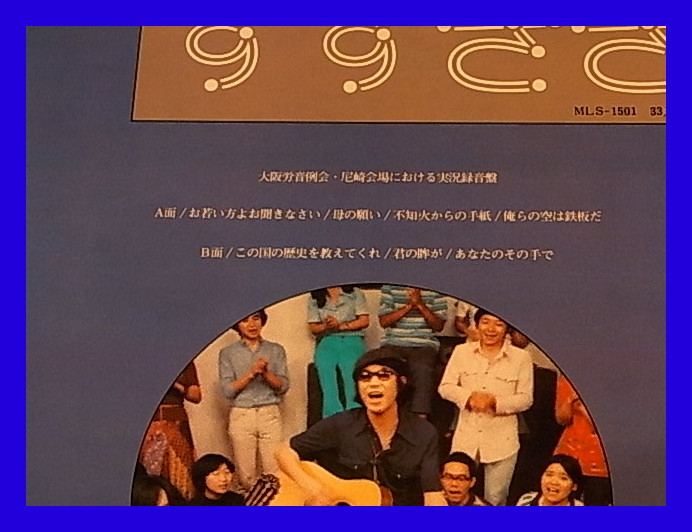 MLS-1501 33
大阪労音例会・尼崎会場における実況録音盤
A面/お若い方よお聞きなさい/母の願い/不知火からの手紙/俺らの空は鉄板だ
B面/この国の歴史を教えてくれ/君の眸が/あなたのその手で